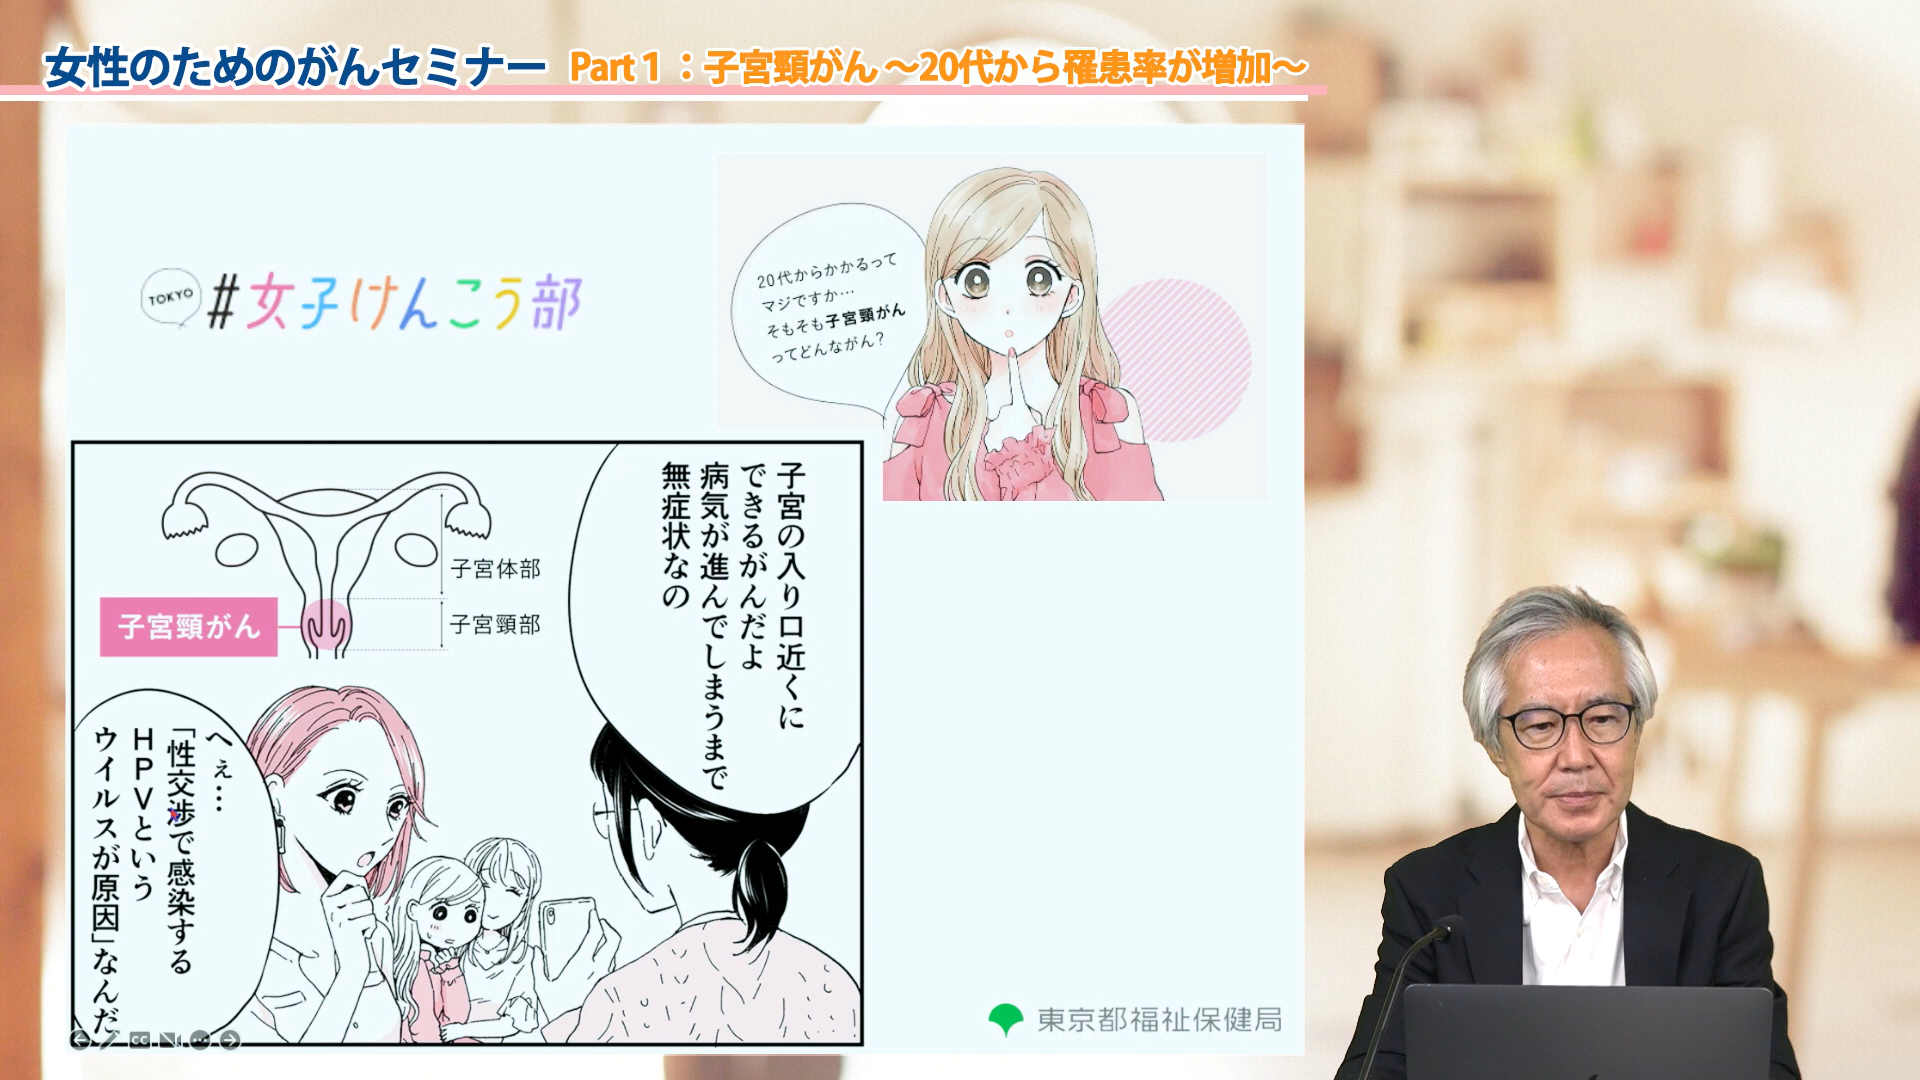 女性のためのがんセミナー Part 1 ：子宮頸がん ～20代から罹患率が増加～
TOKYO
#女子けんこう部
20代からかかるって
マジですか…
そもそも子宮頸がん
ってどんながん?
子宮の入り口近くに
できるがんだよ
病気が進んでしまうまで
無症状なの
子宮体部
子宮頸部
子宮頸がん
へぇ…
「性交渉で感染する
HPVという
ウイルスが原因」なんだ
CC
東京都福祉保健局